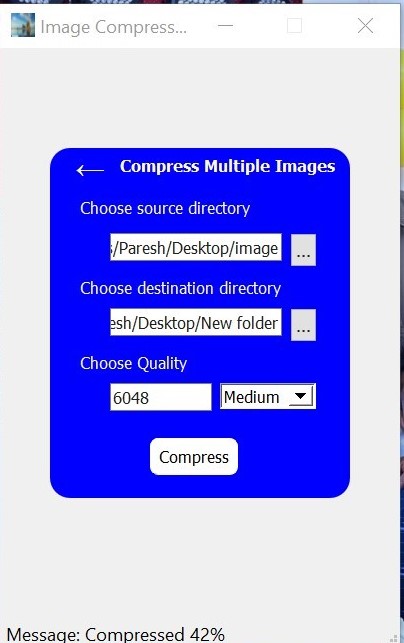 Image Compress...
← Compress Multiple Images
Choose source directory
/Paresh/Desktop/image ...
Choose destination directory
esh/Desktop/New folder ...
Choose Quality
6048 Medium
Compress
Message: Compressed 42%